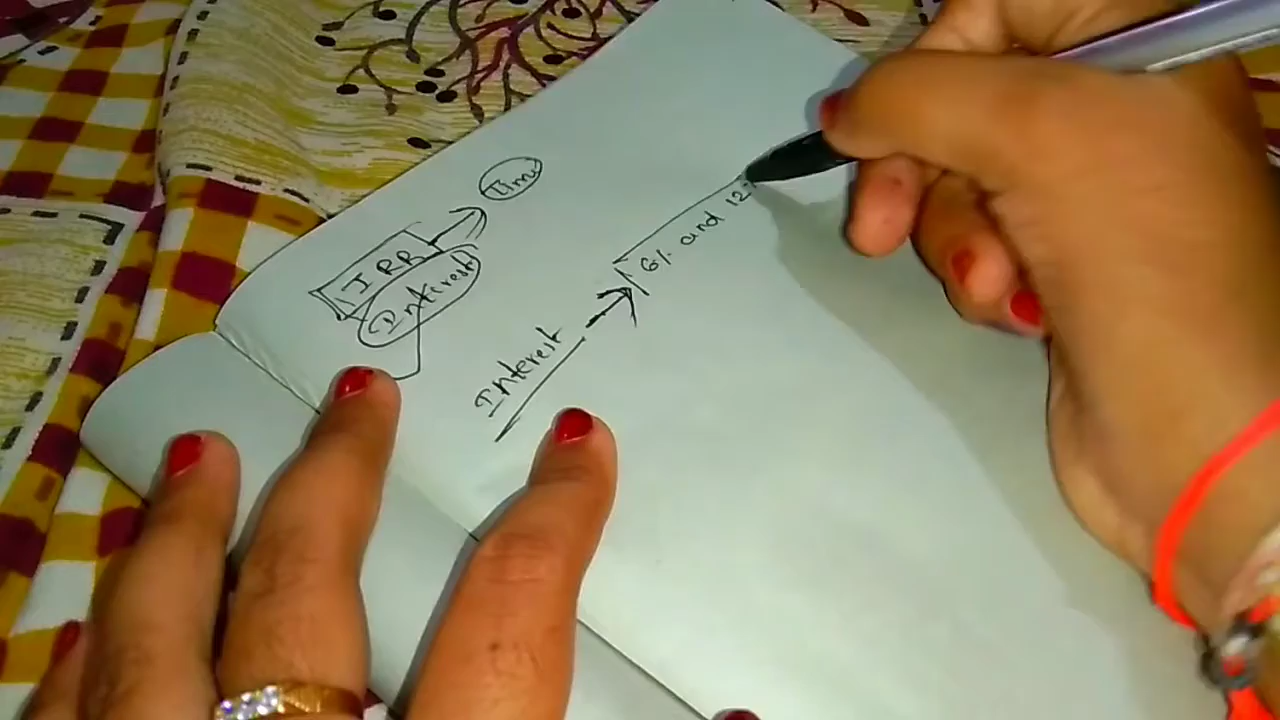 Time
IRR
Interest
Interest → 6% and 12%